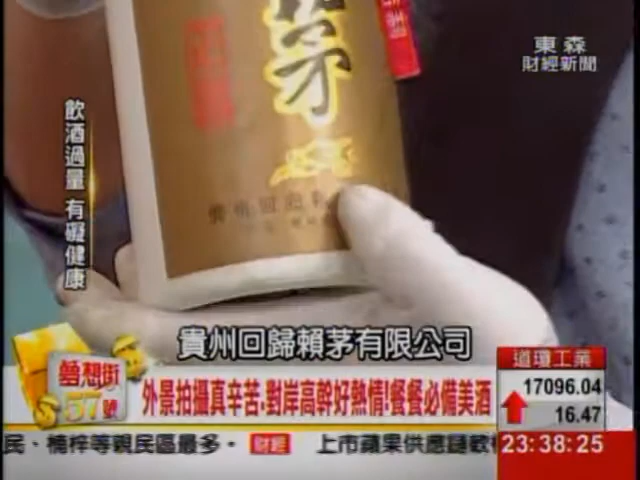 東森
財經新聞
飲酒過量 有礙健康
茅
貴州回歸賴茅有限公司
夢想街
57號
外景拍攝真辛苦.對岸高幹好熱情!餐餐必備美酒
道瓊工業
17096.04
16.47
民、楠梓等親民區最多。 財經 上市蘋果供應鏈軟
23:38:25